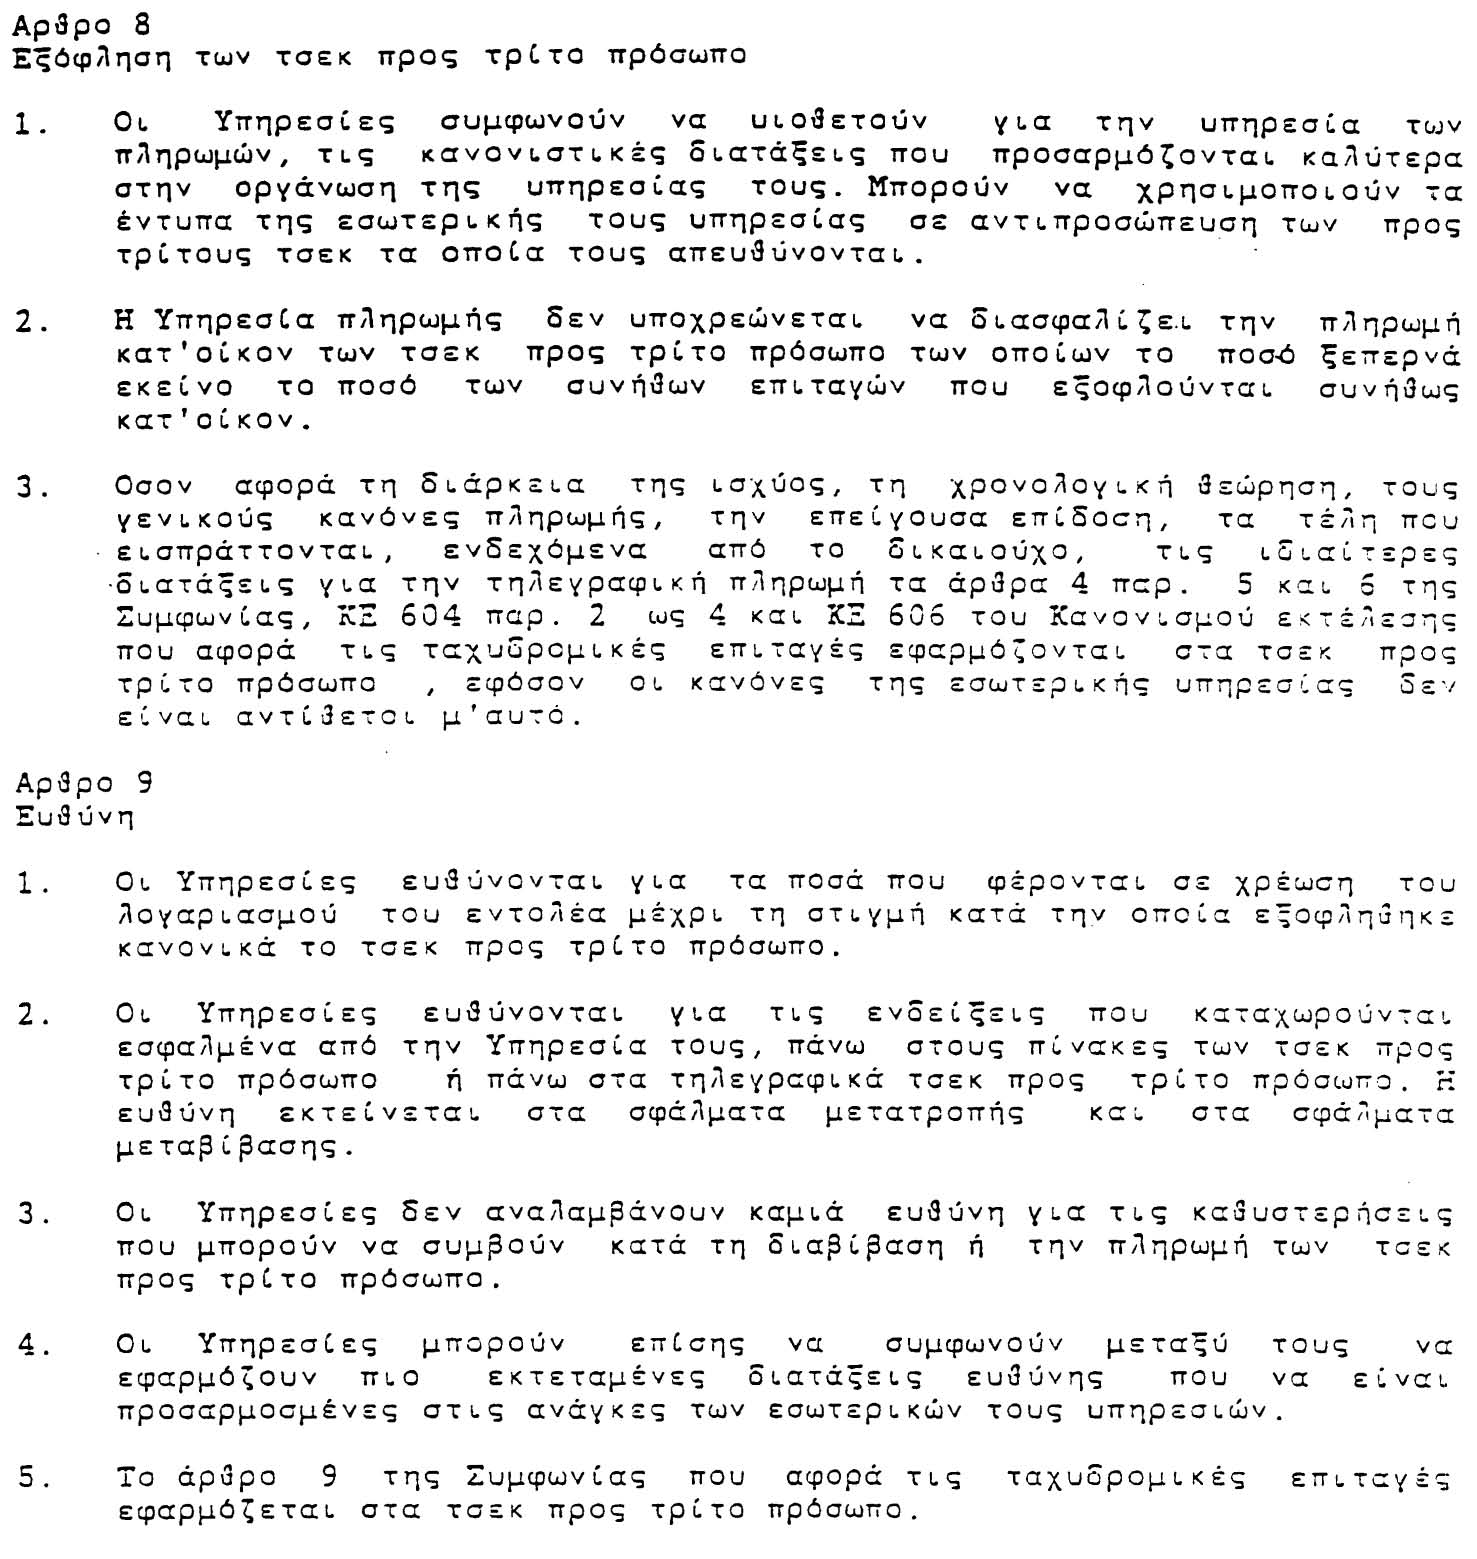 Αρθρο 8
Εξόφληση των τσεκ προς τρίτο πρόσωπο
1. Οι Υπηρεσίες συμφωνούν να υιοθετούν για την υπηρεσία των
πληρωμών, τις κανονιστικές διατάξεις που προσαρμόζονται καλύτερα
στην οργάνωση της υπηρεσίας τους. Μπορούν να χρησιμοποιούν τα
έντυπα της εσωτερικής τους υπηρεσίας σε αντιπροσώπευση των προς
τρίτους τσεκ τα οποία τους απευθύνονται.
2. Η Υπηρεσία πληρωμής δεν υποχρεώνεται να διασφαλίζει την πληρωμή
κατ'οίκον των τσεκ προς τρίτο πρόσωπο των οποίων το ποσό ξεπερνά
εκείνο το ποσό των συνήθων επιταγών που εξοφλούνται συνήθως
κατ'οίκον.
3. Οσον αφορά τη διάρκεια της ισχύος, τη χρονολογική θεώρηση, τους
γενικούς κανόνες πληρωμής, την επείγουσα επίδοση, τα τέλη που
εισπράττονται, ενδεχόμενα από το δικαιούχο, τις ιδιαίτερες
διατάξεις για την τηλεγραφική πληρωμή τα άρθρα 4 παρ. 5 και 6 της
Συμφωνίας, ΚΞ 604 παρ. 2 ως 4 και ΚΞ 606 του Κανονισμού εκτέλεσης
που αφορά τις ταχυδρομικές επιταγές εφαρμόζονται στα τσεκ προς
τρίτο πρόσωπο , εφόσον οι κανόνες της εσωτερικής υπηρεσίας δεν
είναι αντίθετοι μ'αυτό.
Αρθρο 9
Ευθύνη
1. Οι Υπηρεσίες ευθύνονται για τα ποσά που φέρονται σε χρέωση του
λογαριασμού του εντολέα μέχρι τη στιγμή κατά την οποία εξοφληθηκε
κανονικά το τσεκ προς τρίτο πρόσωπο.
2. Οι Υπηρεσίες ευθύνονται για τις ενδείξεις που καταχωρούνται
εσφαλμένα από την Υπηρεσία τους, πάνω στους πίνακες των τσεκ προς
τρίτο πρόσωπο ή πάνω στα τηλεγραφικά τσεκ προς τρίτο πρόσωπο. Η
ευθύνη εκτείνεται στα σφάλματα μετατροπής και στα σφάλματα
μεταβίβασης.
3. Οι Υπηρεσίες δεν αναλαμβάνουν καμιά ευθύνη για τις καθυστερήσεις
που μπορούν να συμβούν κατά τη διαβίβαση ή την πληρωμή των τσεκ
προς τρίτο πρόσωπο.
4. Οι Υπηρεσίες μπορούν επίσης να συμφωνούν μεταξύ τους να
εφαρμόζουν πιο εκτεταμένες διατάξεις ευθύνης που να είναι
προσαρμοσμένες στις ανάγκες των εσωτερικών τους υπηρεσιών.
5. Το άρθρο 9 της Συμφωνίας που αφορά τις ταχυδρομικές επιταγές
εφαρμόζεται στα τσεκ προς τρίτο πρόσωπο.